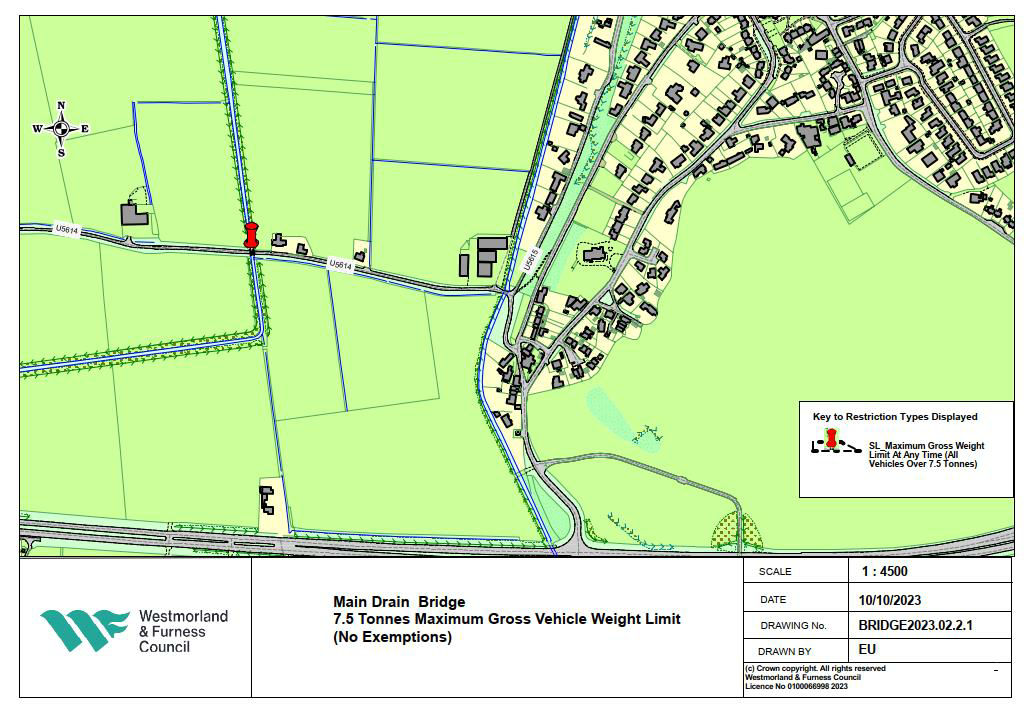 N
W E
S
U5614
U5614
U5615
Key to Restriction Types Displayed
SL_Maximum Gross Weight
Limit At Any Time (All
Vehicles Over 7.5 Tonnes)
Westmorland
& Furness
Council
Main Drain Bridge
7.5 Tonnes Maximum Gross Vehicle Weight Limit
(No Exemptions)
SCALE 1 : 4500
DATE 10/10/2023
DRAWING No. BRIDGE2023.02.2.1
DRAWN BY EU
(c) Crown copyright. All rights reserved
Westmorland & Furness Council
Licence No 0100066998 2023